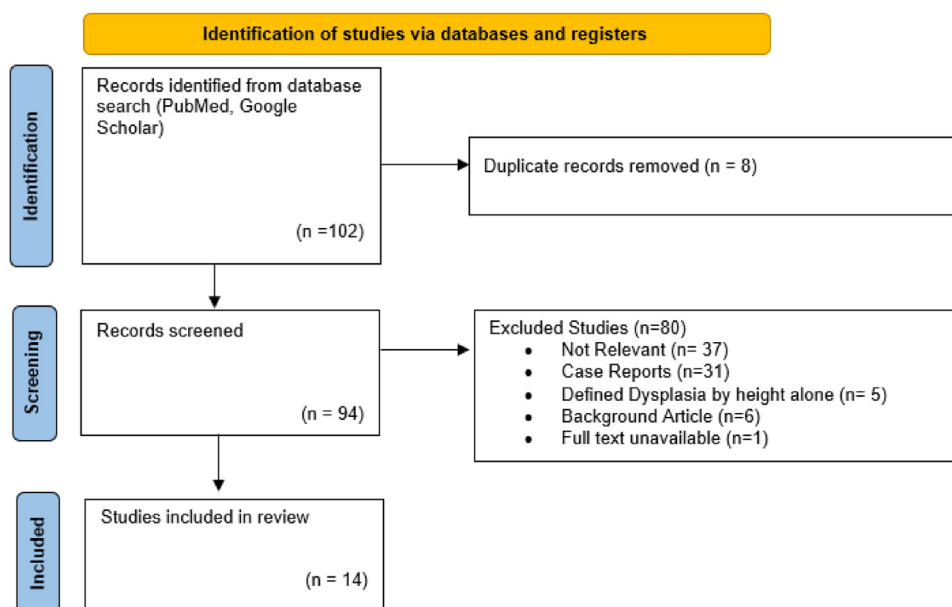 Identification of studies via databases and registers
Identification
Records identified from database
search (PubMed, Google
Scholar)
(n =102)
Duplicate records removed (n = 8)
Screening
Records screened
(n = 94)
Excluded Studies (n=80)
• Not Relevant (n= 37)
• Case Reports (n=31)
• Defined Dysplasia by height alone (n= 5)
• Background Article (n=6)
• Full text unavailable (n=1)
Included
Studies included in review
(n = 14)